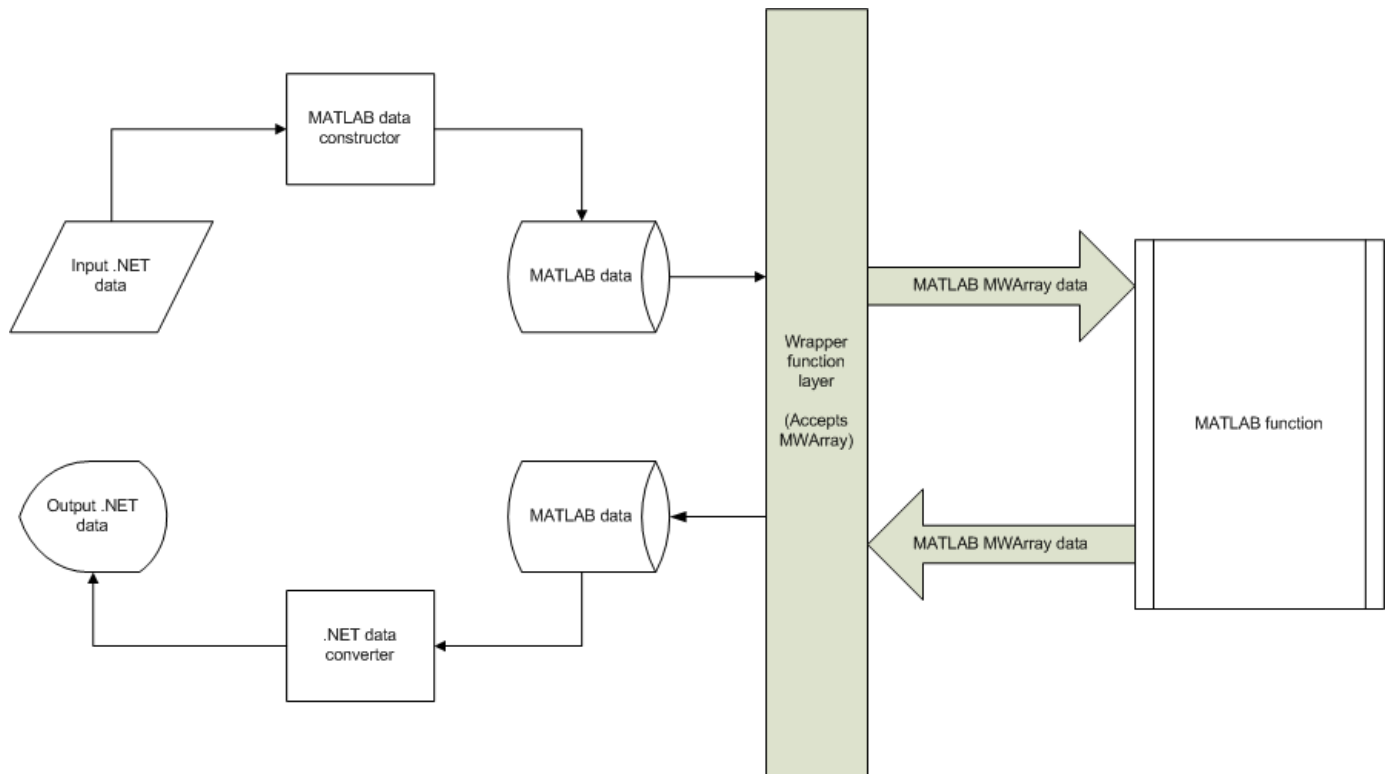 MATLAB data
constructor
Input .NET
data
MATLAB data
MATLAB MWArray data
Wrapper
function
layer
(Accepts
MWArray)
MATLAB function
Output .NET
data
MATLAB data
MATLAB MWArray data
.NET data
converter